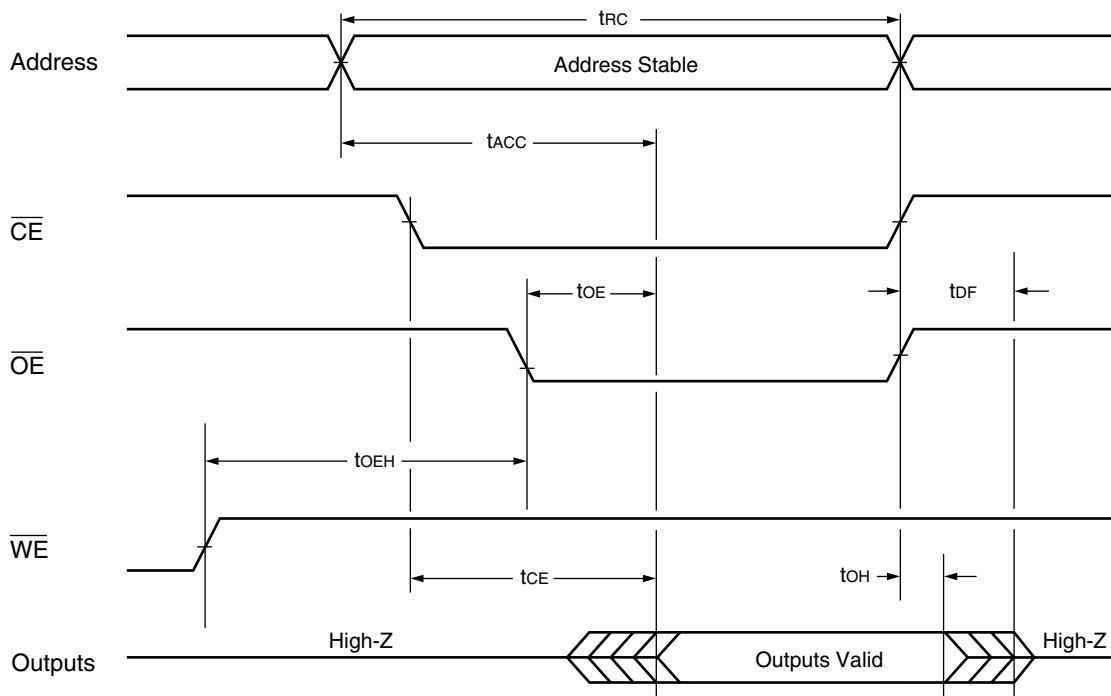 tRC
Address
Address Stable
tACC
CE
tOE
tDF
OE
tOEH
WE
tCE
tOH
High-Z
High-Z
Outputs
Outputs Valid